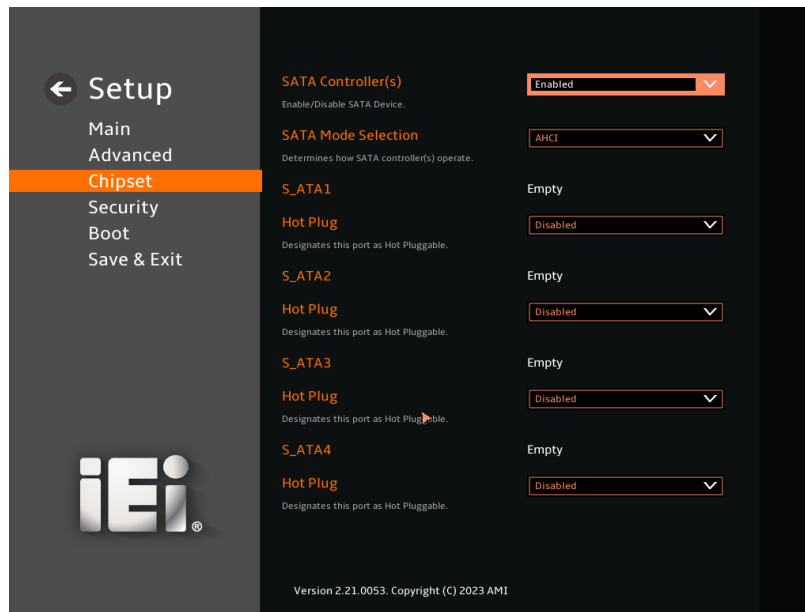 Setup
Main
Advanced
Chipset
Security
Boot
Save & Exit
iEi®
SATA Controller(s)
Enabled
Enable/Disable SATA Device.
SATA Mode Selection
AHCI
Determines how SATA controller(s) operate.
S_ATA1
Empty
Hot Plug
Disabled
Designates this port as Hot Pluggable.
S_ATA2
Empty
Hot Plug
Disabled
Designates this port as Hot Pluggable.
S_ATA3
Empty
Hot Plug
Disabled
Designates this port as Hot Pluggable.
S_ATA4
Empty
Hot Plug
Disabled
Designates this port as Hot Pluggable.
Version 2.21.0053. Copyright (C) 2023 AMI